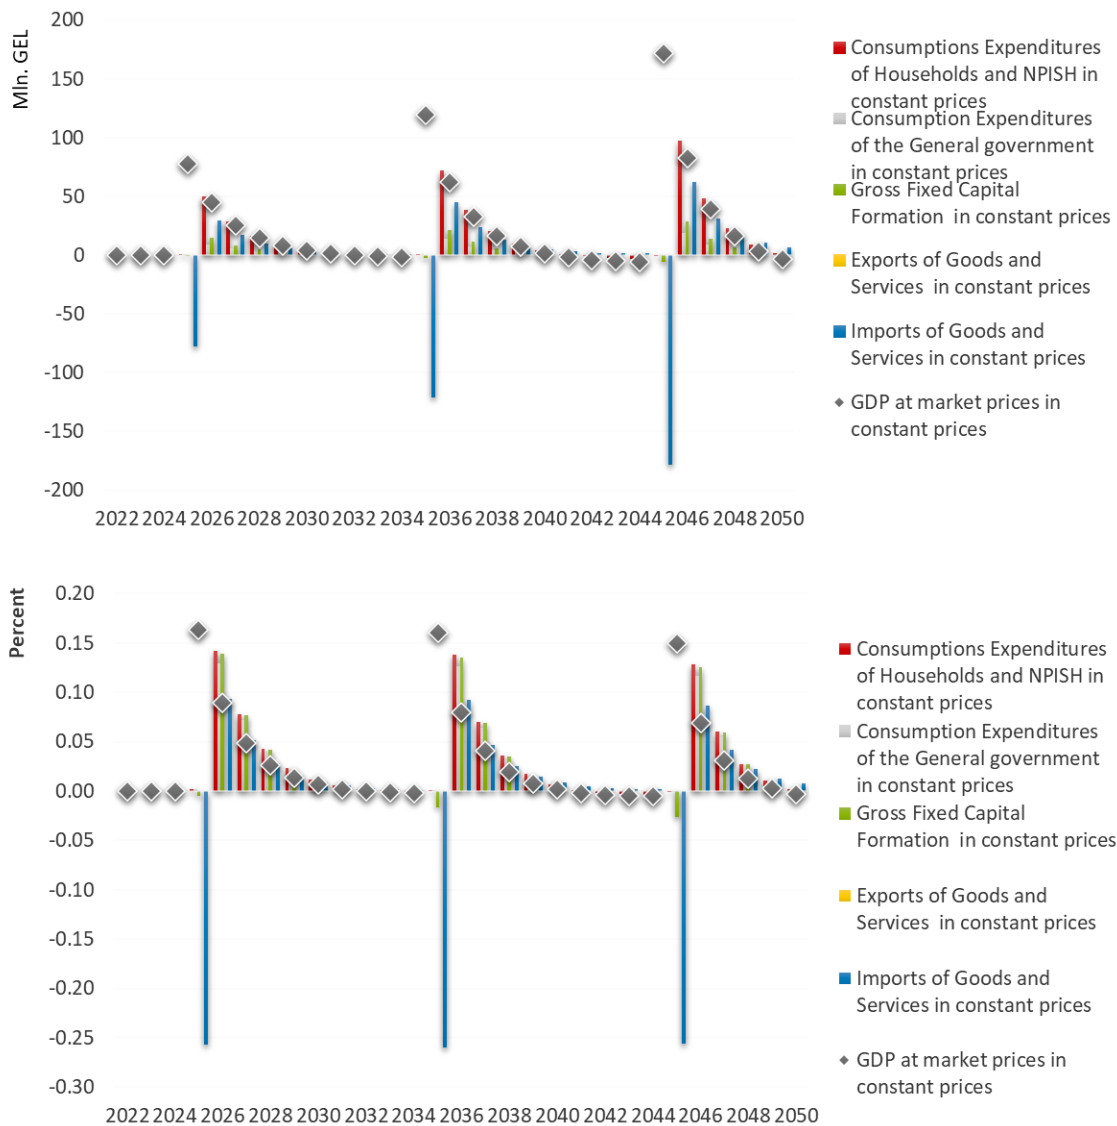 Mln. GEL
200
150
100
50
0
-50
-100
-150
-200
2022 2024 2026 2028 2030 2032 2034 2036 2038 2040 2042 2044 2046 2048 2050
Consumptions Expenditures
of Households and NPISH in
constant prices
Consumption Expenditures
of the General government
in constant prices
Gross Fixed Capital
Formation in constant prices
Exports of Goods and
Services in constant prices
Imports of Goods and
Services in constant prices
GDP at market prices in
constant prices
Percent
0.20
0.15
0.10
0.05
0.00
-0.05
-0.10
-0.15
-0.20
-0.25
-0.30
2022 2024 2026 2028 2030 2032 2034 2036 2038 2040 2042 2044 2046 2048 2050
Consumptions Expenditures
of Households and NPISH in
constant prices
Consumption Expenditures
of the General government
in constant prices
Gross Fixed Capital
Formation in constant prices
Exports of Goods and
Services in constant prices
Imports of Goods and
Services in constant prices
GDP at market prices in
constant prices